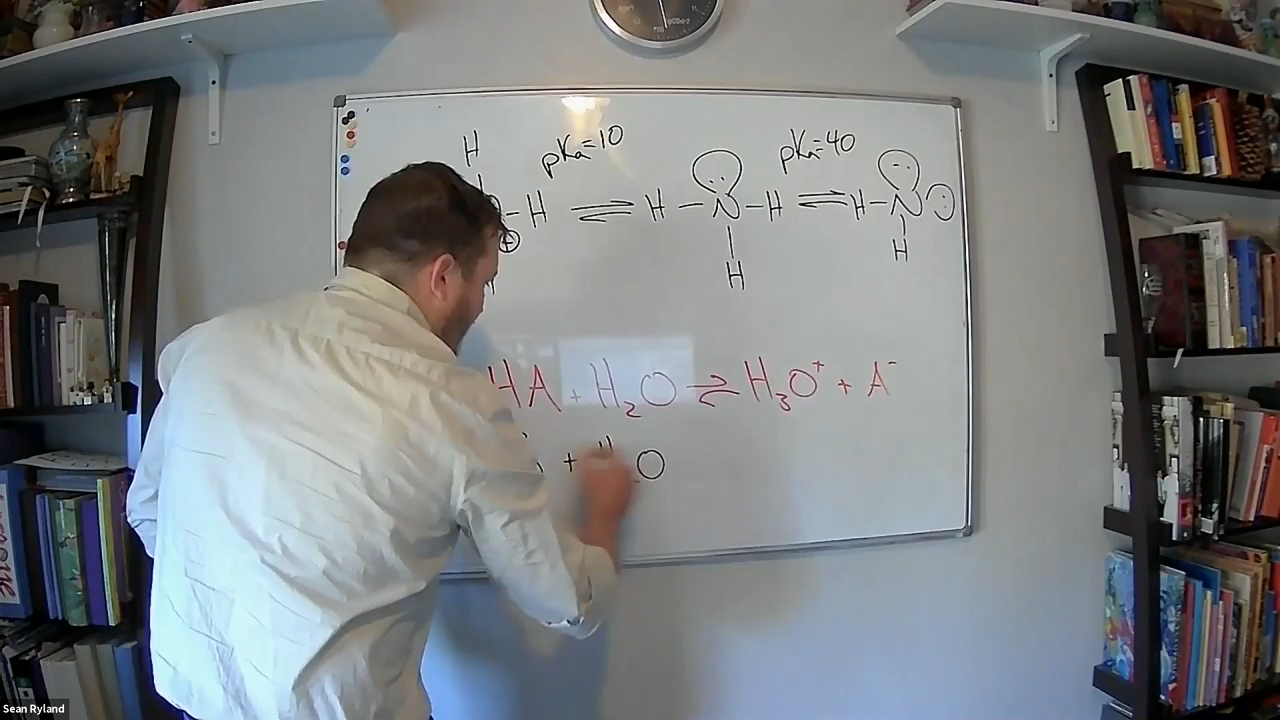 H pKa=10 pKa=40
-H ⇌ H-N-H ⇌ H-N
⊕ H H
HA + H₂O ⇌ H₃O⁺ + A⁻
+ H O
Sean Ryland